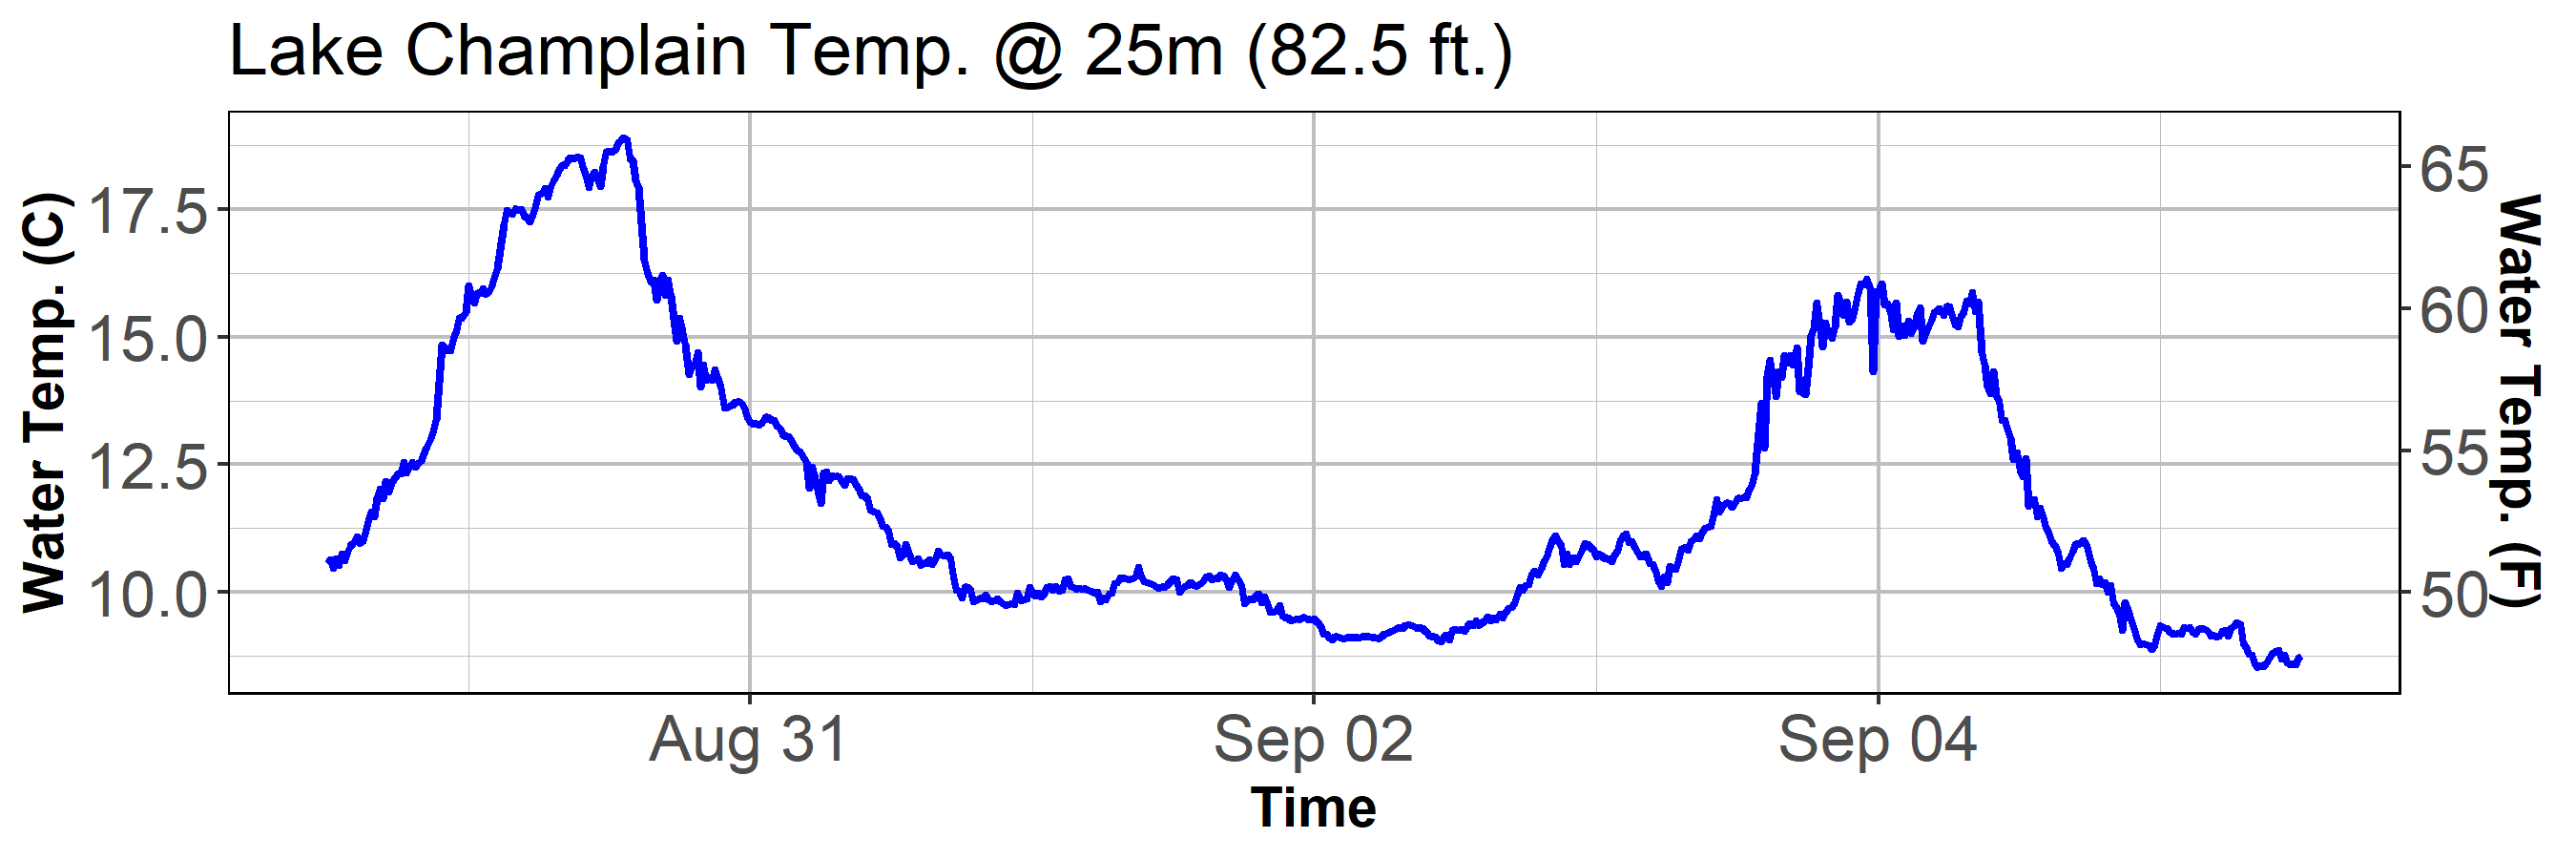 Lake Champlain Temp. @ 25m (82.5 ft.)
Water Temp. (C)
17.5
15.0
12.5
10.0
65
60
55
50
Water Temp. (F)
Aug 31
Sep 02
Sep 04
Time